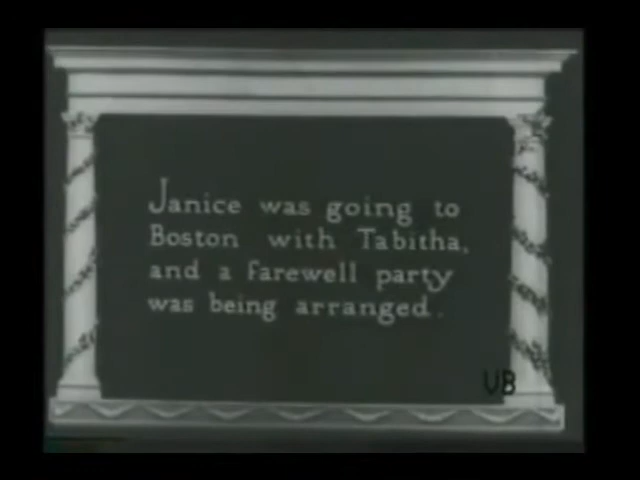 Janice was going to
Boston with Tabitha,
and a farewell party
was being arranged.
VB